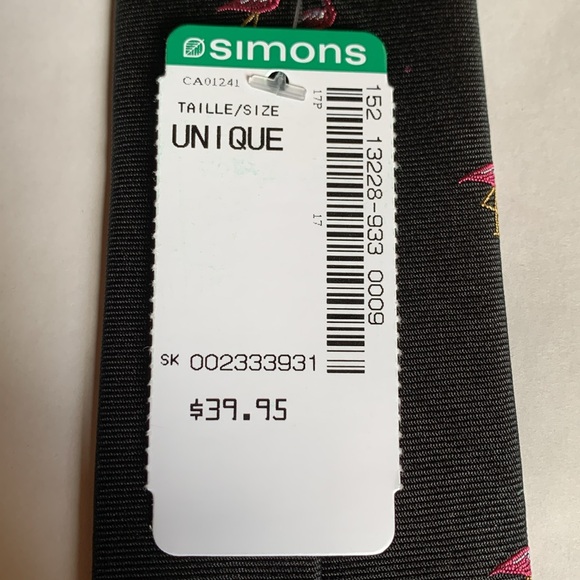 simons
CA01241
TAILLE/SIZE
UNIQUE
17P
17
152 13228-933 0009
SK 002333931
$39.95